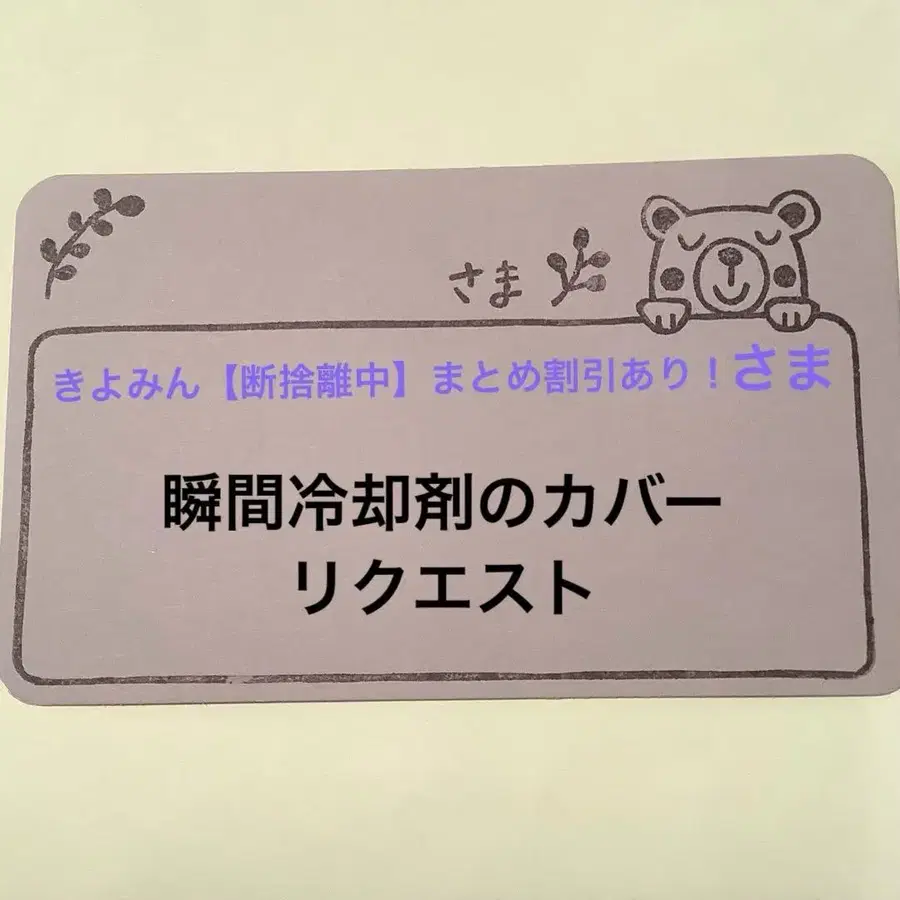 さま
きよみん【断捨離中】まとめ割引あり！さま
瞬間冷却剤のカバー
リクエスト